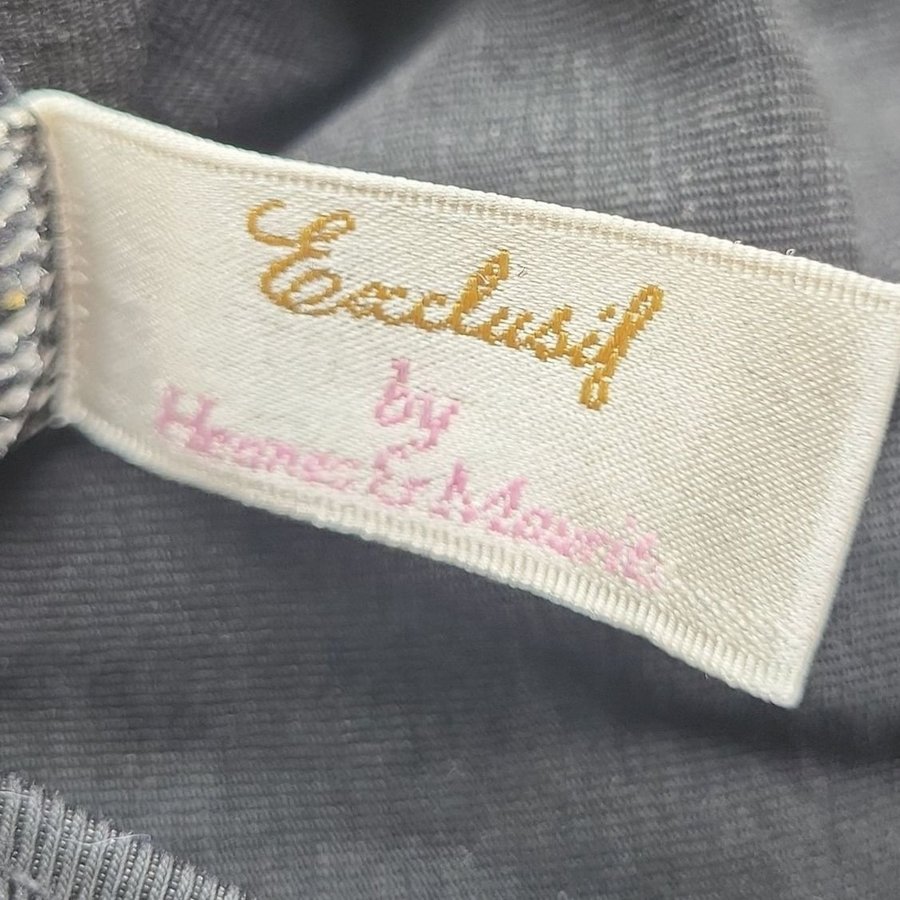 Exclusif
by
Hennes & Mauritz